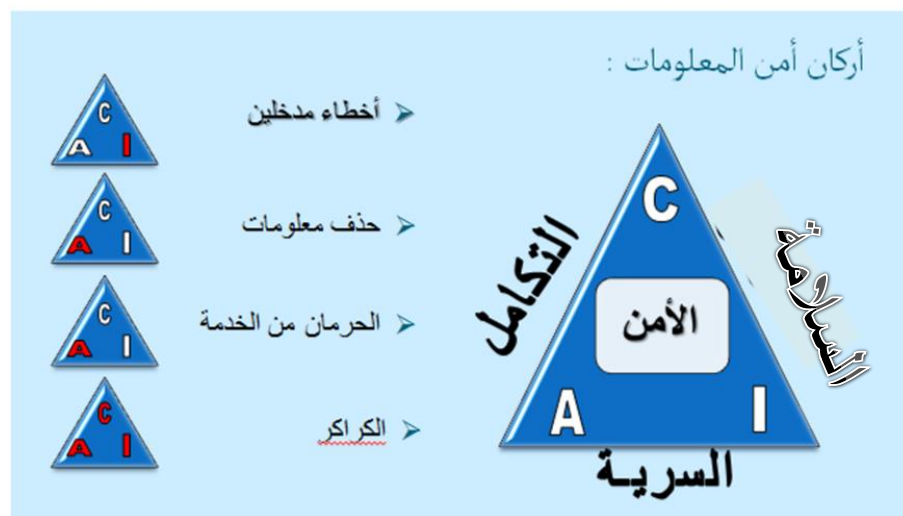 أركان أمن المعلومات :
أخطاء مدخلين
C
A I
حذف معلومات
C
A I
الحرمان من الخدمة
C
A I
الكراكر
C
A I
C
التكامل
السلامة
الأمن
A I
السريـة